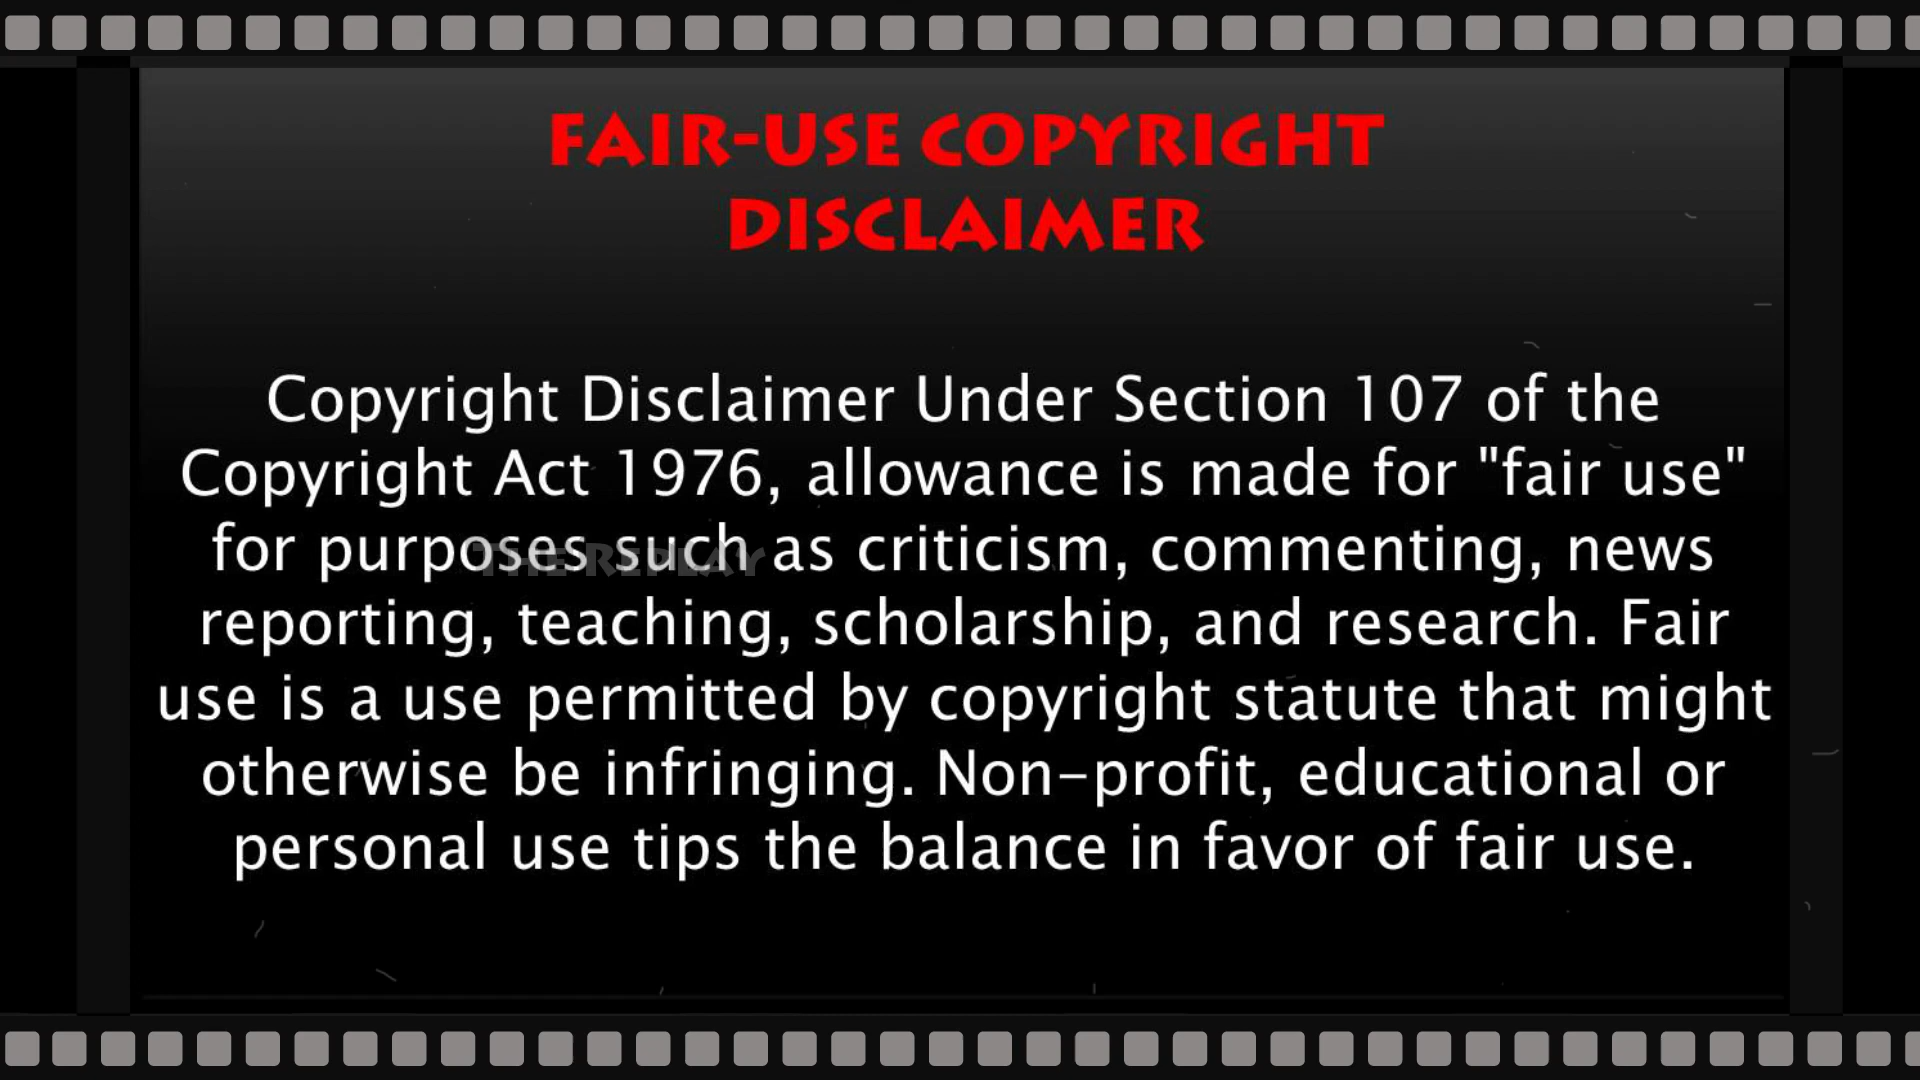 FAIR-USE COPYRIGHT
DISCLAIMER
Copyright Disclaimer Under Section 107 of the
Copyright Act 1976, allowance is made for "fair use"
for purposes such as criticism, commenting, news
THE REPLAY
reporting, teaching, scholarship, and research. Fair
use is a use permitted by copyright statute that might
otherwise be infringing. Non-profit, educational or
personal use tips the balance in favor of fair use.